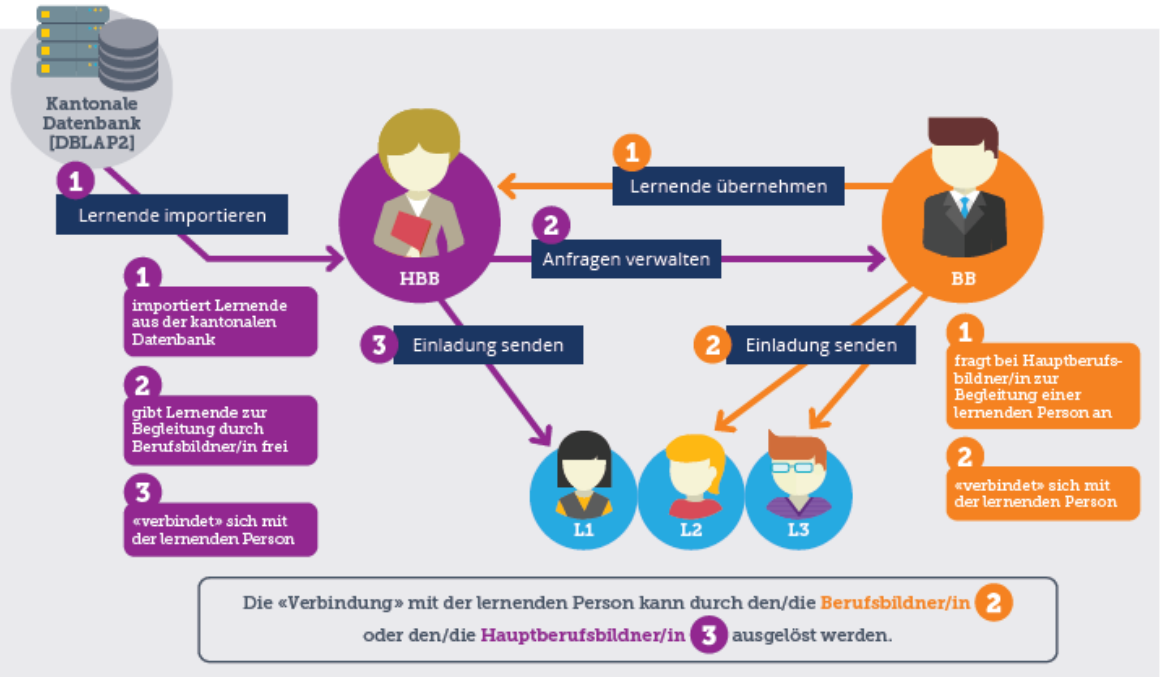 Kantonale
Datenbank
[DBLAP2]
1
Lernende importieren
HBB
1
Lernende übernehmen
2
Anfragen verwalten
BB
1
importiert Lernende
aus der kantonalen
Datenbank
2
gibt Lernende zur
Begleitung durch
Berufsbildner/in frei
3
«verbindet» sich mit
der lernenden Person
3
Einladung senden
2
Einladung senden
1
fragt bei Hauptberufs-
bildner/in zur
Begleitung einer
lernenden Person an
2
«verbindet» sich mit
der lernenden Person
L1
L2
L3
Die «Verbindung» mit der lernenden Person kann durch den/die Berufsbildner/in 2
oder den/die Hauptberufsbildner/in 3 ausgelöst werden.